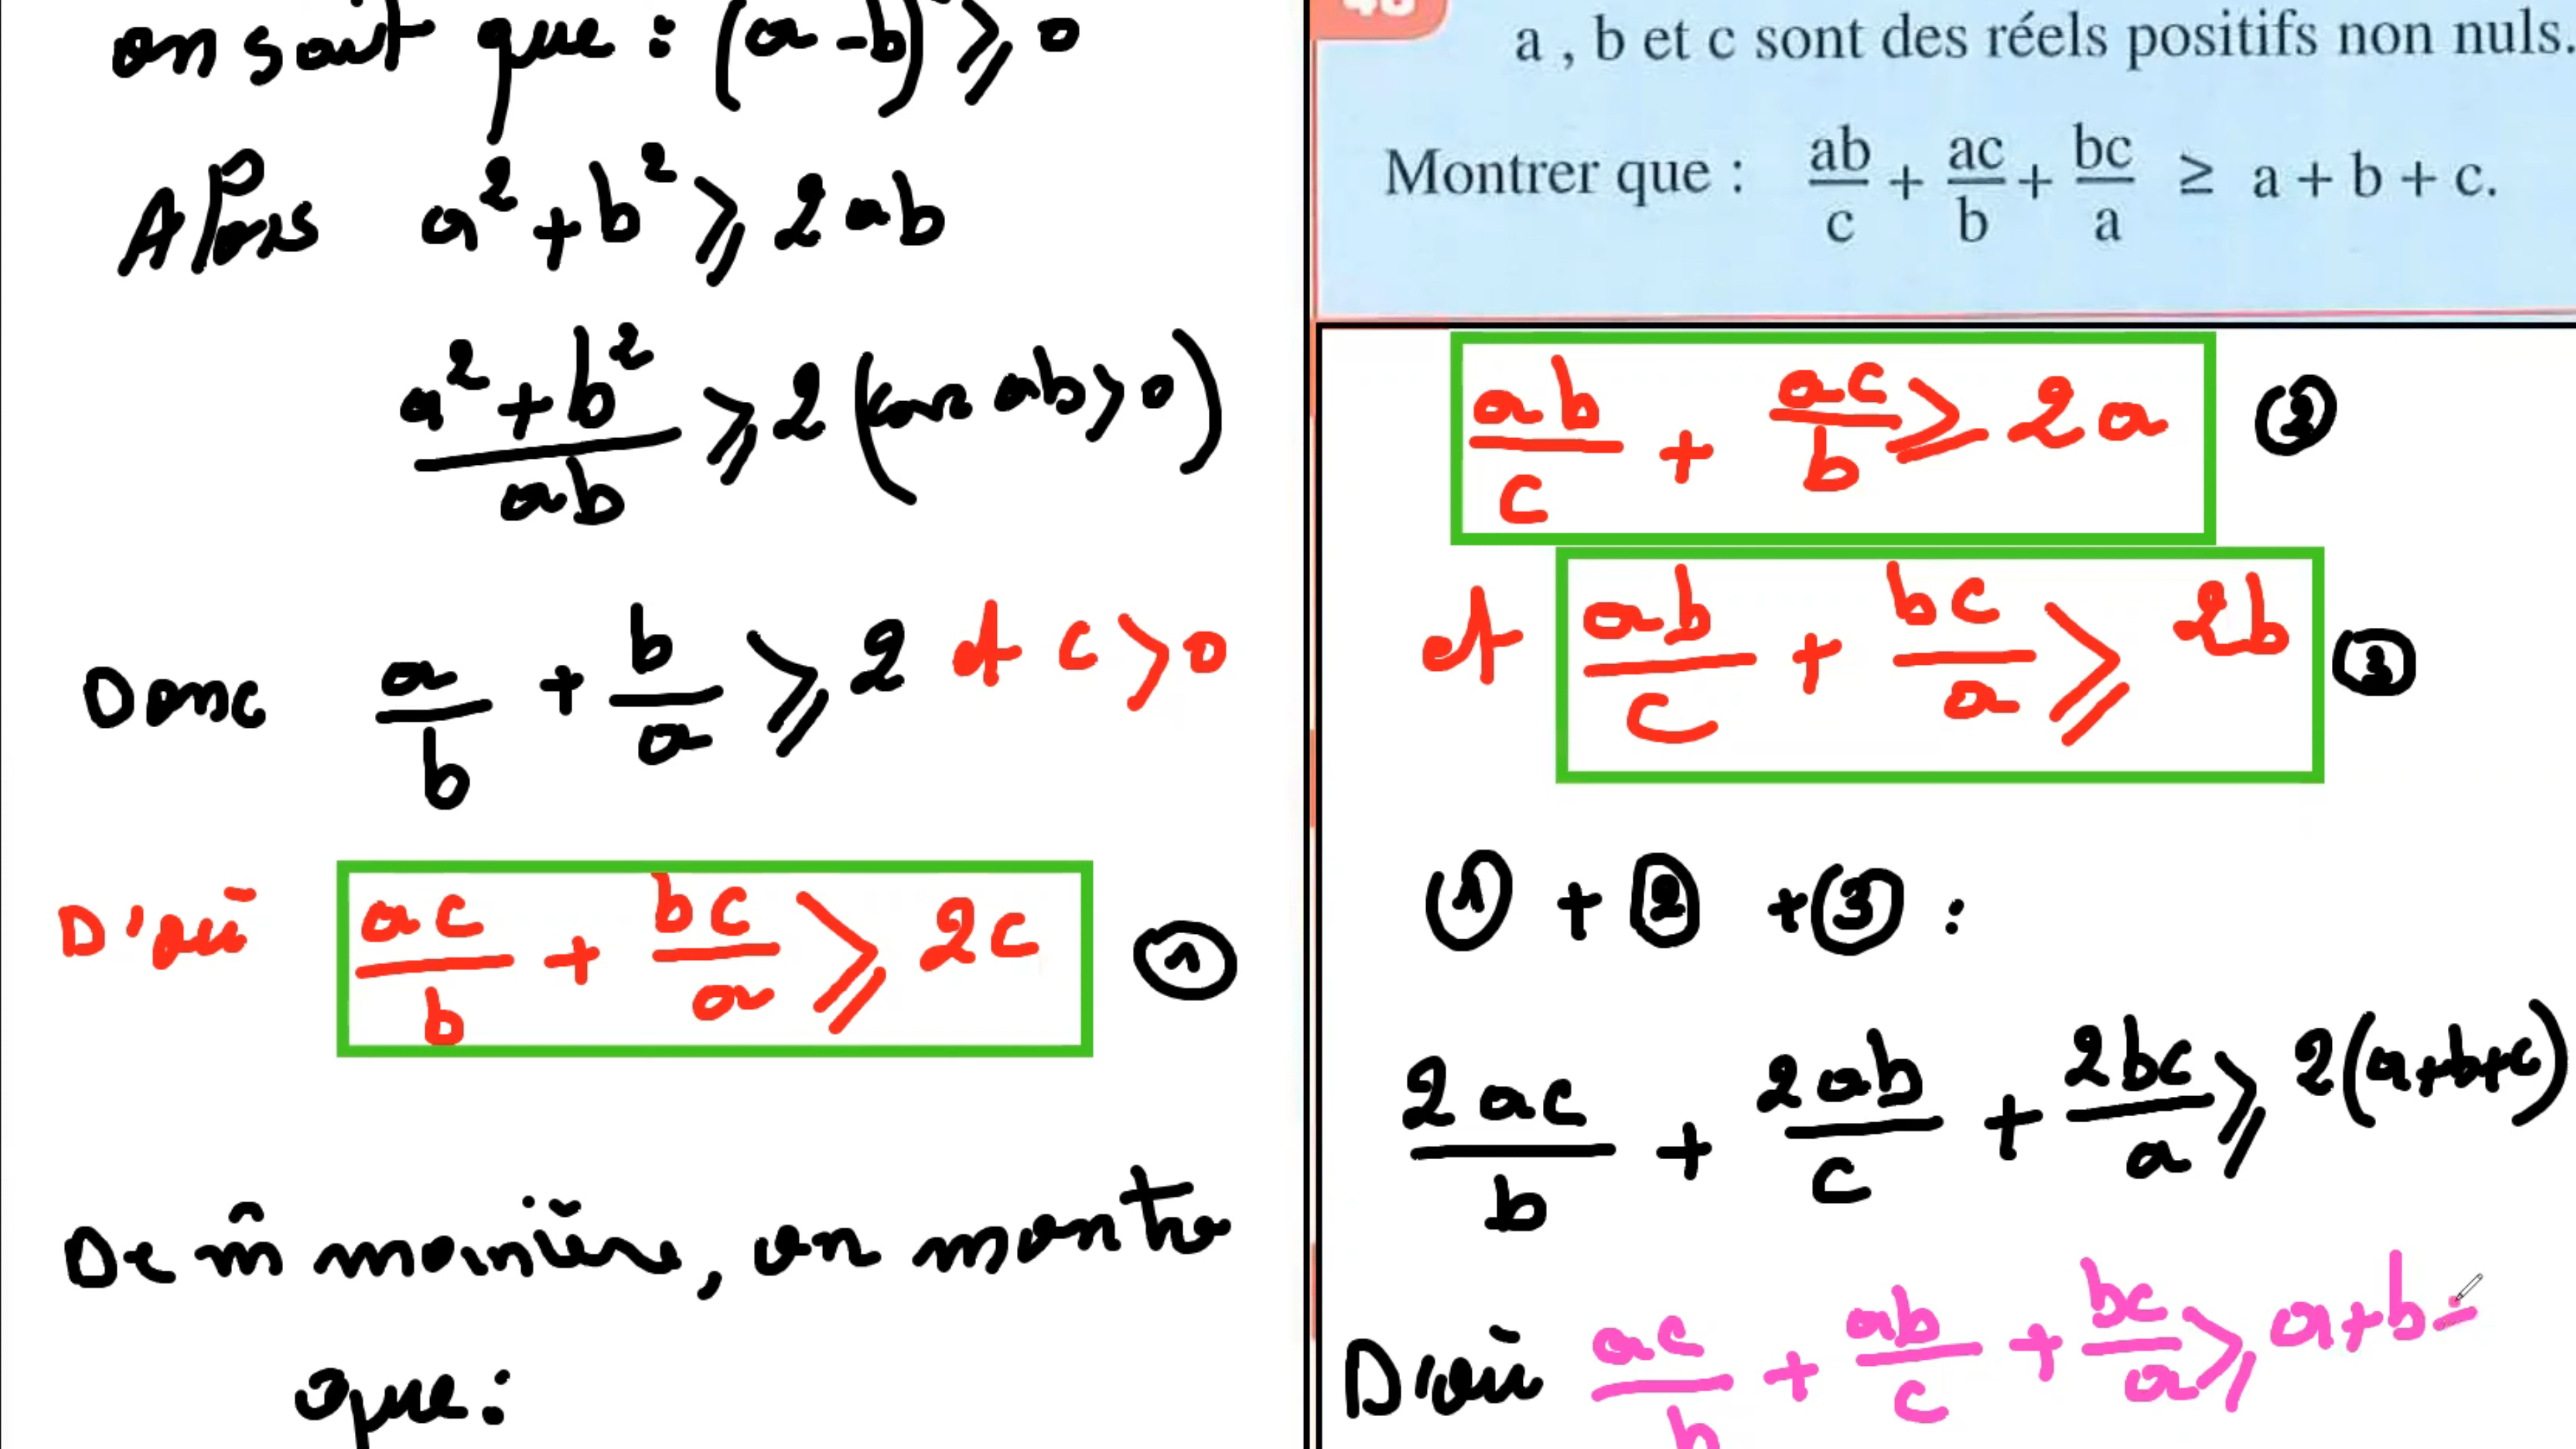 on sait que : (a-b)² ⩾ 0
Alors a² + b² ⩾ 2ab
(a² + b²)/(ab) ⩾ 2 (car ab > 0)
Donc a/b + b/a ⩾ 2 et c > 0
D'où ac/b + bc/a ⩾ 2c ①
De m̂ manière, on montre
que :
a , b et c sont des réels positifs non nuls.
Montrer que : ab/c + ac/b + bc/a ≥ a + b + c.
ab/c + ac/b ⩾ 2a ②
et ab/c + bc/a ⩾ 2b ③
① + ② + ③ :
2ac/b + 2ab/c + 2bc/a ⩾ 2(a+b+c)
D'où ac/b + ab/c + bc/a ⩾ a+b